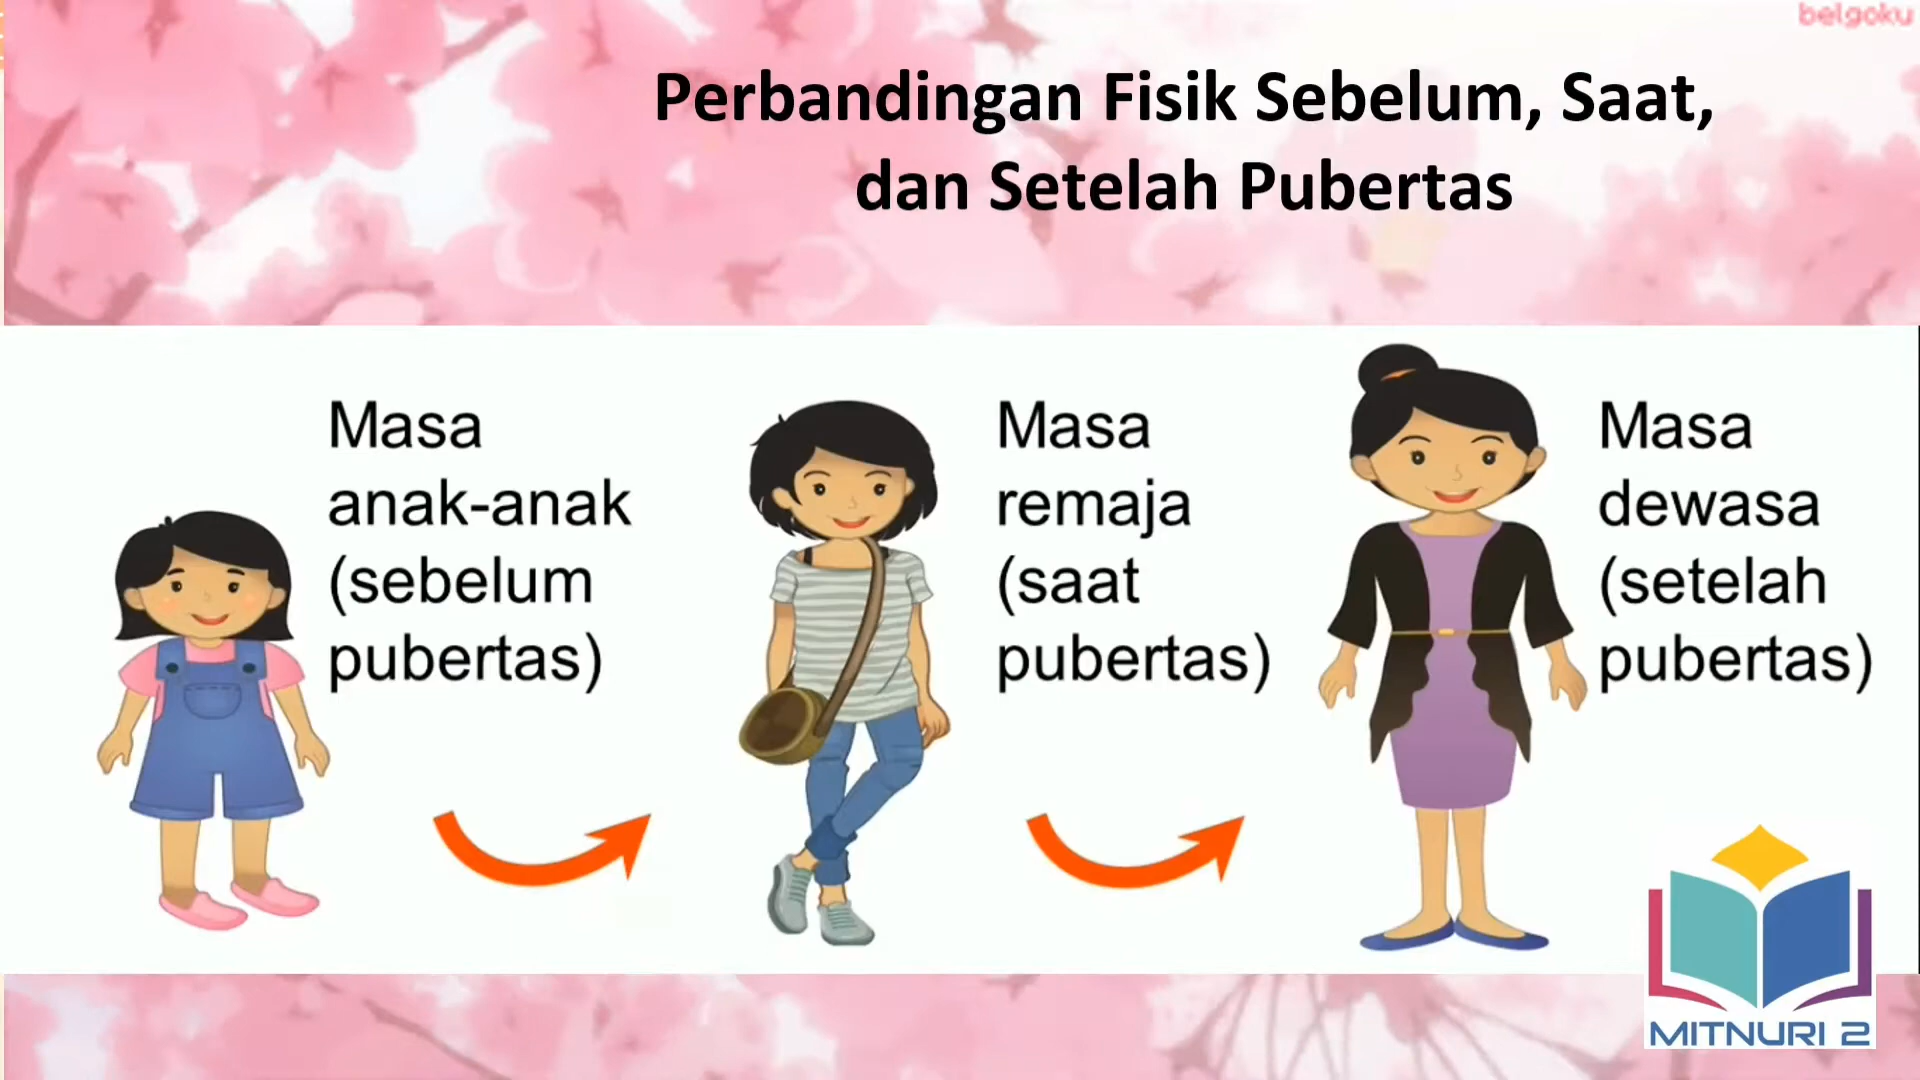 belgoku
Perbandingan Fisik Sebelum, Saat,
dan Setelah Pubertas
Masa
anak-anak
(sebelum
pubertas)
Masa
remaja
(saat
pubertas)
Masa
dewasa
(setelah
pubertas)
MITNURI 2